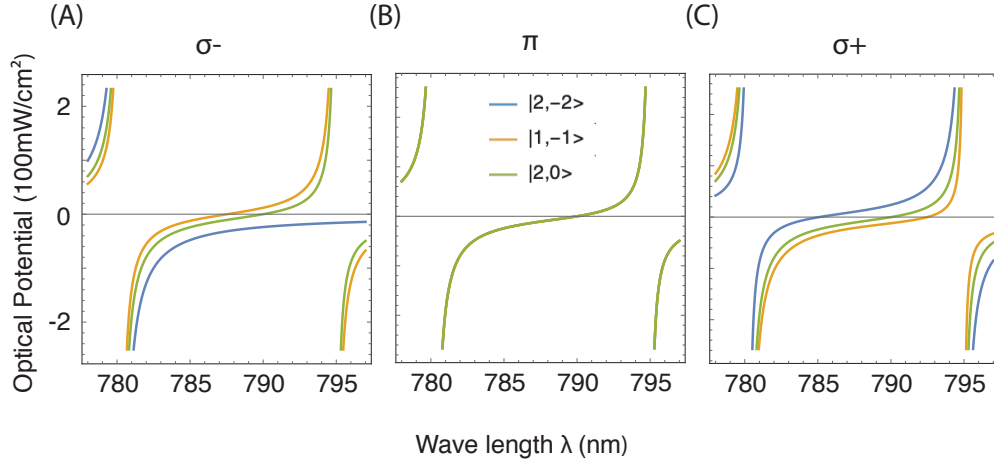 (A) (B) (C)
σ- π σ+
Optical Potential (100mW/cm²)
2
0
-2
|2,-2>
|1,-1>
|2,0>
780 785 790 795 780 785 790 795 780 785 790 795
Wave length λ (nm)